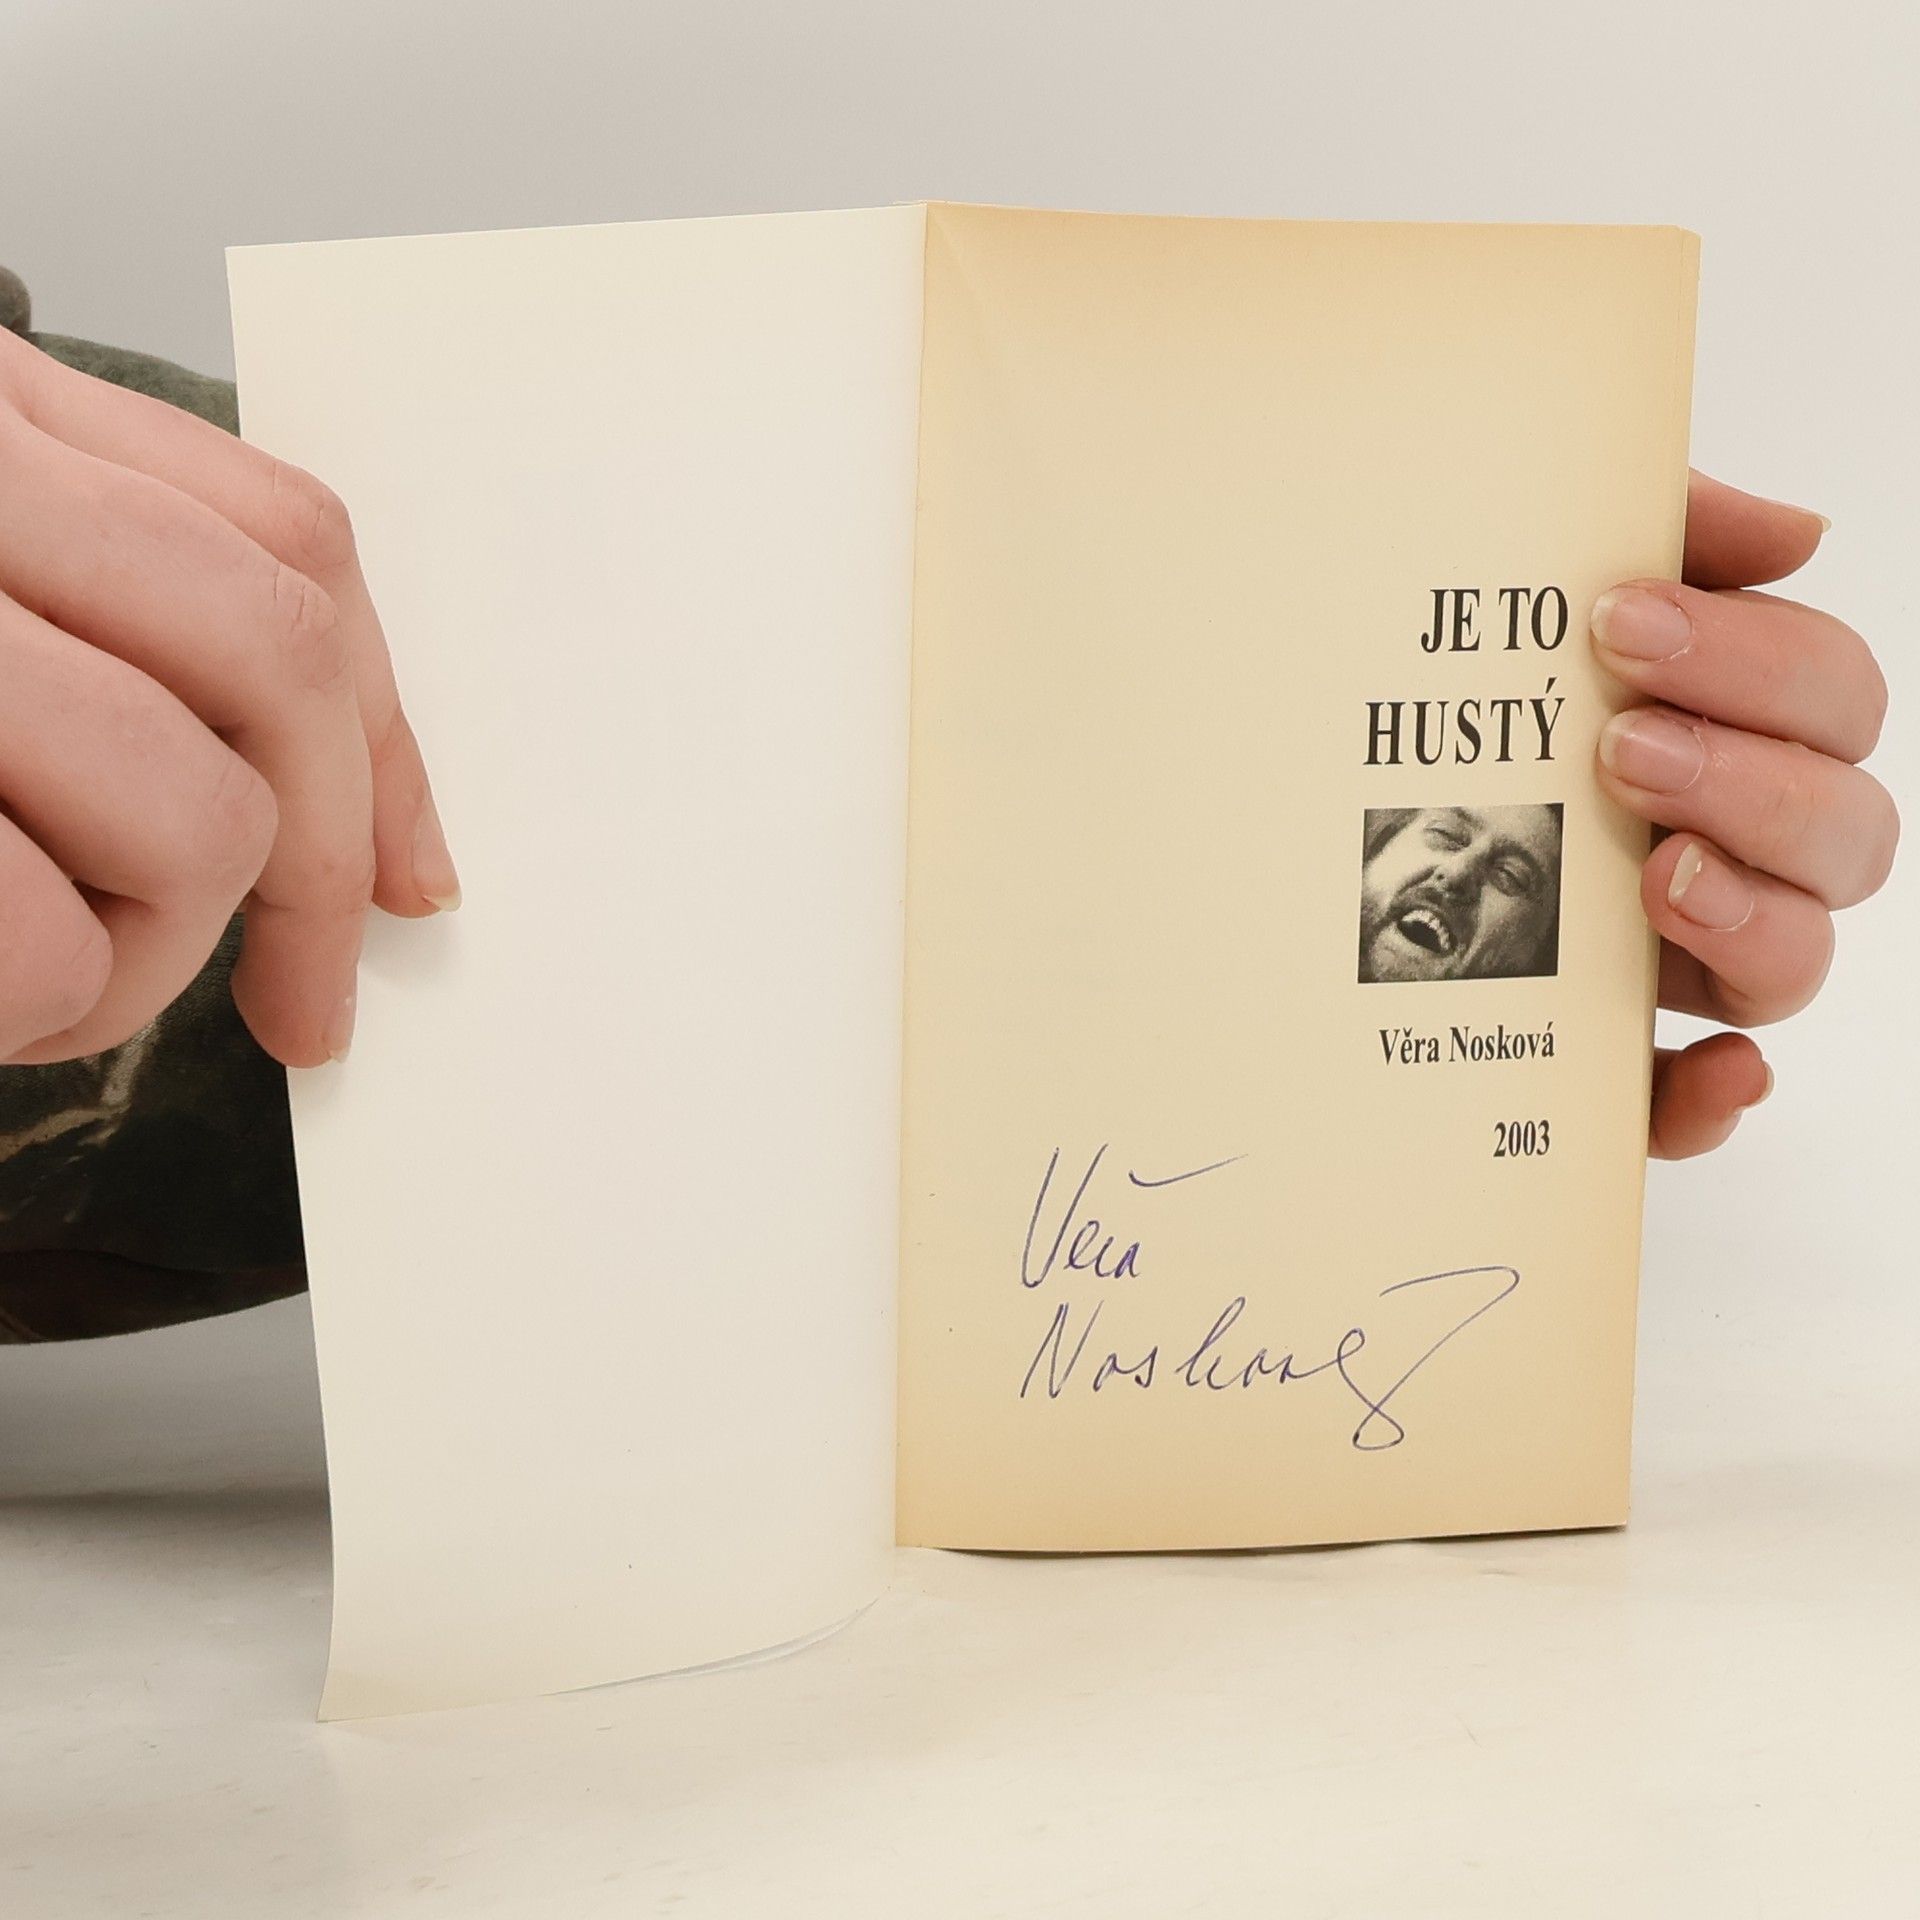 JE TO
HUSTÝ
Věra Nosková
2003
Věra
Nosková